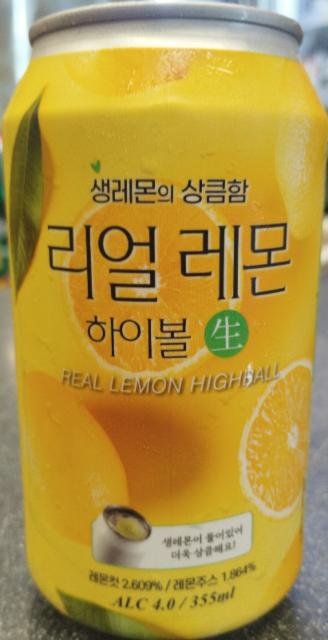 생레몬의 상큼함
리얼 레몬
하이볼 生
REAL LEMON HIGHBALL
생레몬이 들어있어
더욱 상큼해요!
레몬컷 2.609% / 레몬주스 1.864%
ALC 4.0 / 355ml